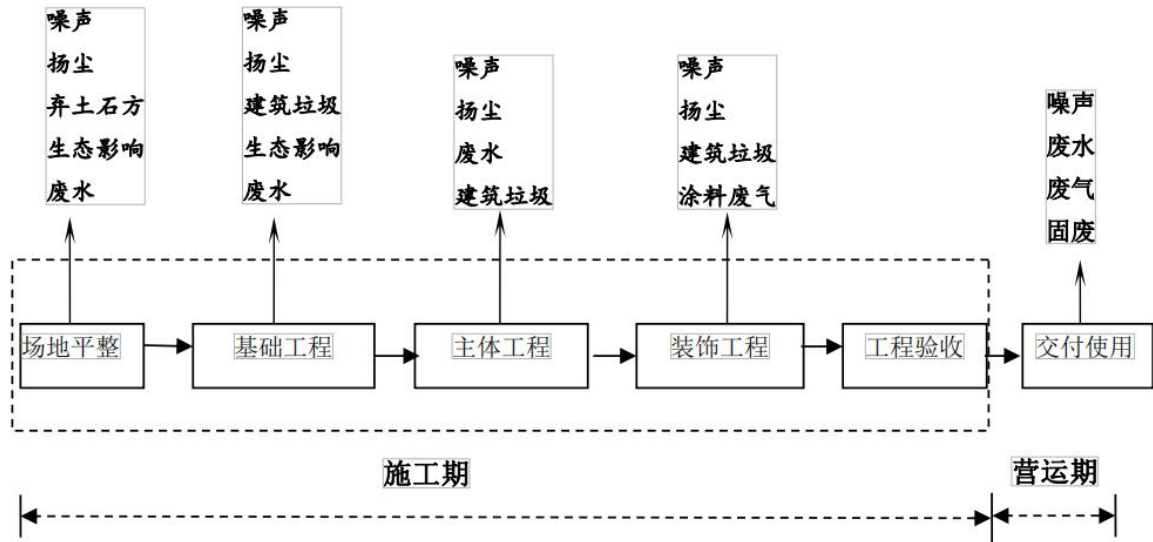 噪声
扬尘
弃土石方
生态影响
废水
噪声
扬尘
建筑垃圾
生态影响
废水
噪声
扬尘
废水
建筑垃圾
噪声
扬尘
建筑垃圾
涂料废气
噪声
废水
废气
固废
场地平整
基础工程
主体工程
装饰工程
工程验收
交付使用
施工期
营运期